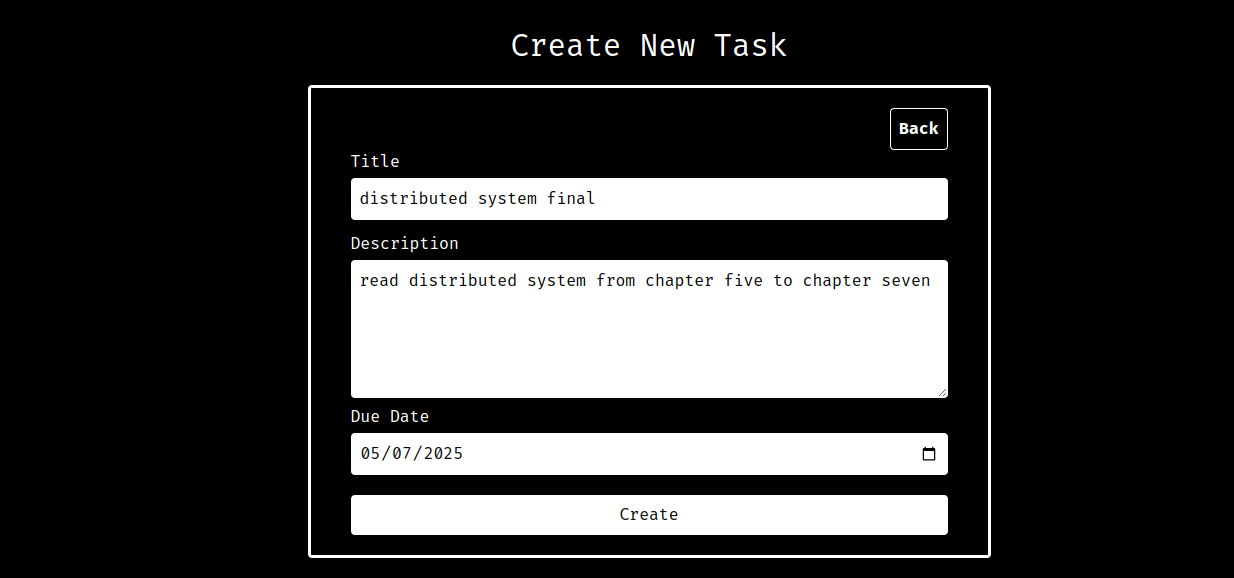 Create New Task
Back
Title
distributed system final
Description
read distributed system from chapter five to chapter seven
Due Date
05/07/2025
Create